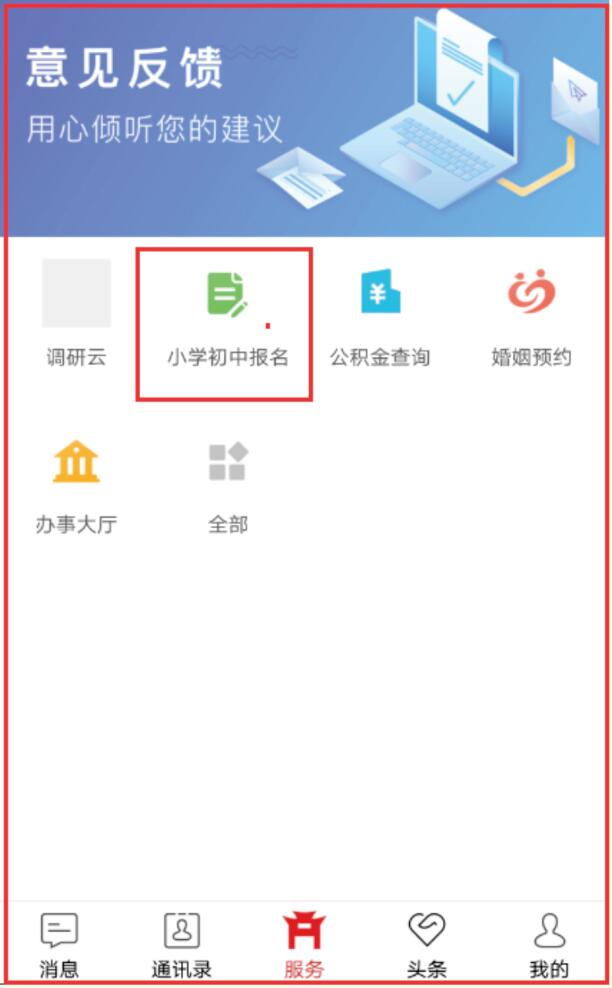 意见反馈
用心倾听您的建议
调研云 小学初中报名 公积金查询 婚姻预约
办事大厅 全部
消息 通讯录 服务 头条 我的